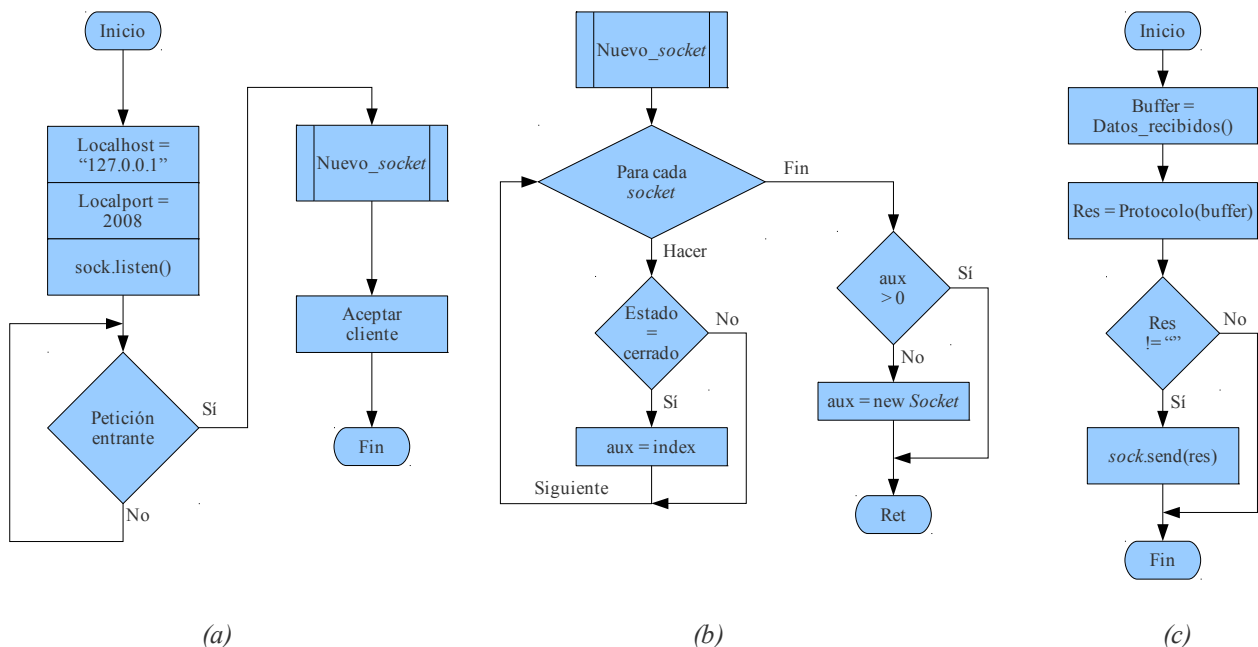 Inicio
Localhost =
“127.0.0.1”
Localport =
2008
sock.listen()
Petición
entrante
Sí
No
Nuevo_socket
Aceptar
cliente
Fin
(a)
Nuevo_socket
Para cada
socket
Fin
Hacer
Estado
=
cerrado
No
Sí
aux = index
Siguiente
aux
> 0
Sí
No
aux = new Socket
Ret
(b)
Inicio
Buffer =
Datos_recibidos()
Res = Protocolo(buffer)
Res
!= “”
No
Sí
sock.send(res)
Fin
(c)